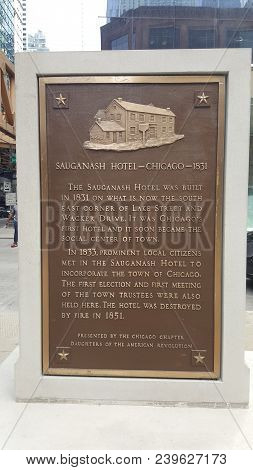 SAUGANASH HOTEL—CHICAGO—1831
THE SAUGANASH HOTEL WAS BUILT
IN 1831 ON WHAT IS NOW THE SOUTH
EAST CORNER OF LAKE STREET AND
WACKER DRIVE. IT WAS CHICAGO'S
FIRST HOTEL AND IT SOON BECAME THE
SOCIAL CENTER OF TOWN.
IN 1833, PROMINENT LOCAL CITIZENS
MET IN THE SAUGANASH HOTEL TO
INCORPORATE THE TOWN OF CHICAGO.
THE FIRST ELECTION AND FIRST MEETING
OF THE TOWN TRUSTEES WERE ALSO
HELD HERE. THE HOTEL WAS DESTROYED
BY FIRE IN 1851.
PRESENTED BY THE CHICAGO CHAPTER
DAUGHTERS OF THE AMERICAN REVOLUTION
StockPhoto ID: 239627173